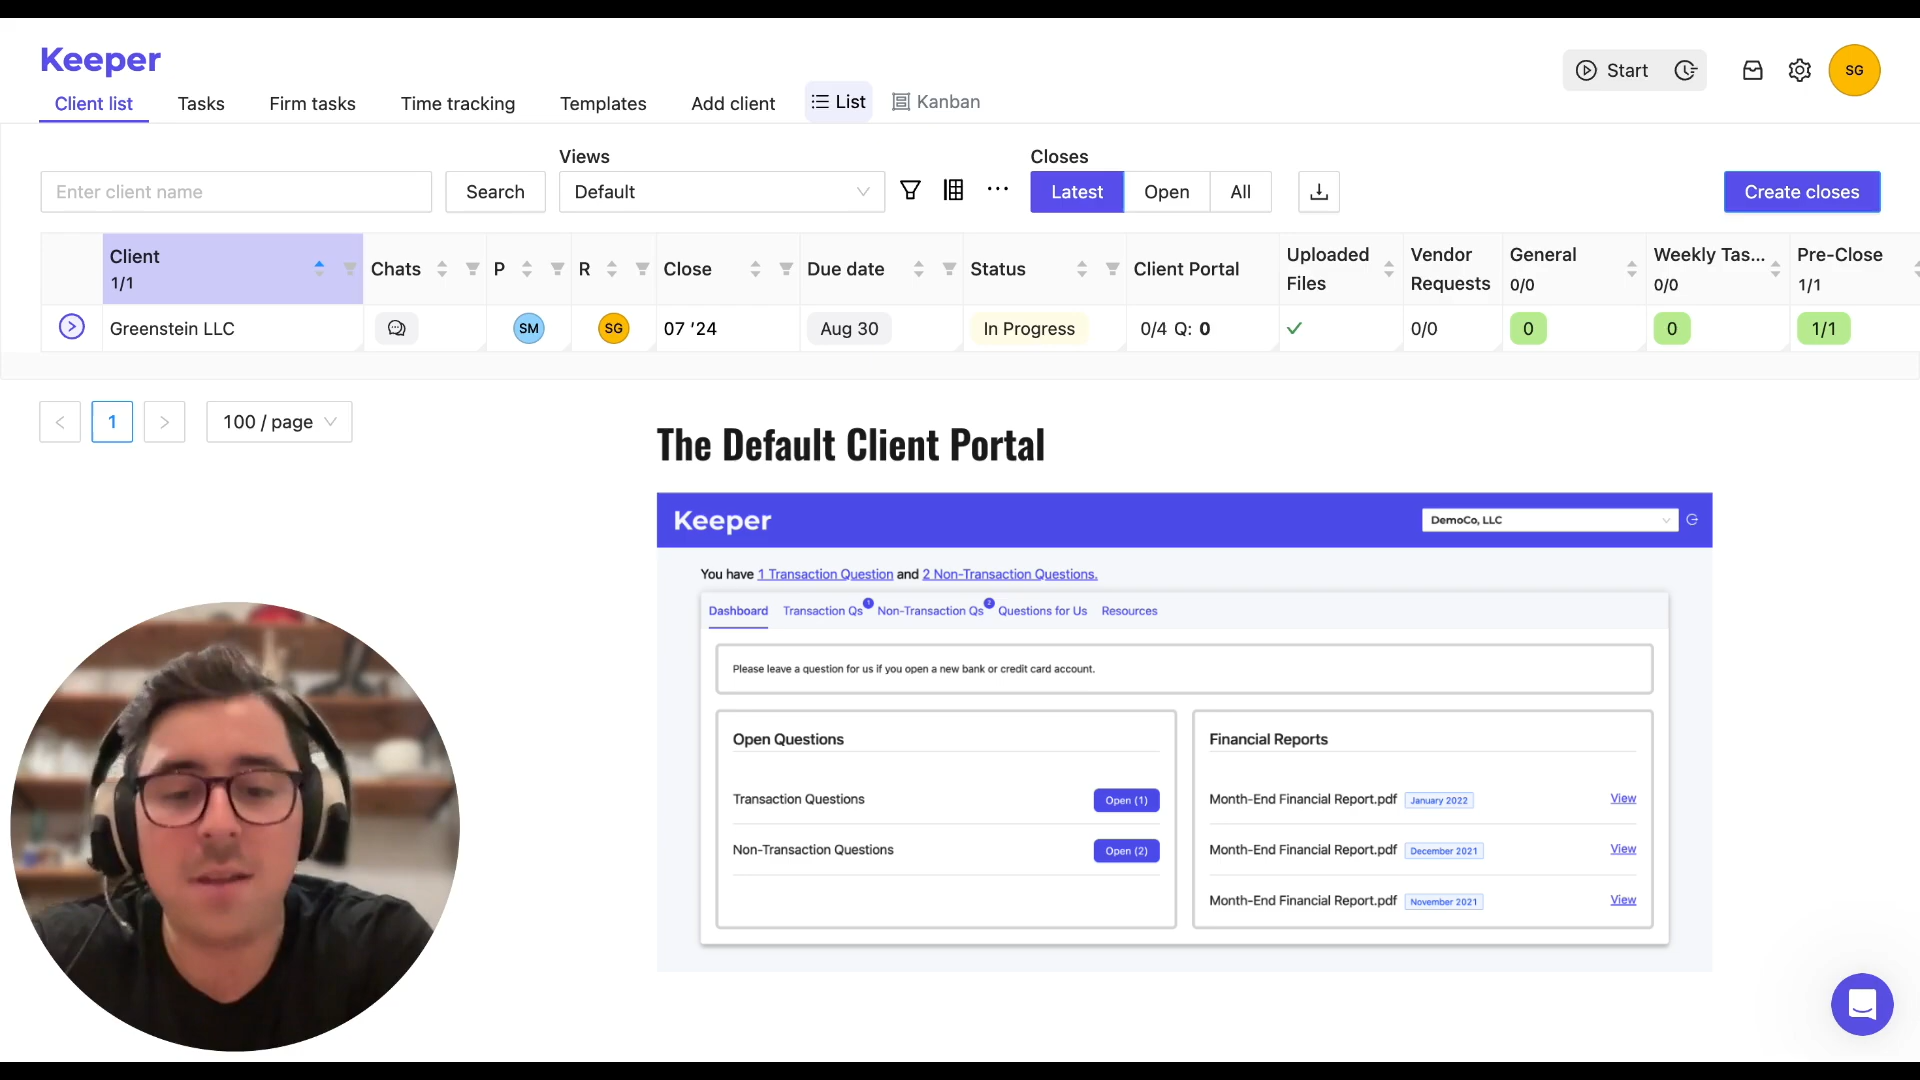 Keeper
Start
SG
Client list
Tasks
Firm tasks
Time tracking
Templates
Add client
List
Kanban
Views
Closes
Enter client name
Search
Default
Latest
Open
All
Create closes
Client
1/1
Chats
P
R
Close
Due date
Status
Client Portal
Uploaded
Files
Vendor
Requests
General
0/0
Weekly Tas...
0/0
Pre-Close
1/1
Greenstein LLC
SM
SG
07 ’24
Aug 30
In Progress
0/4 Q: 0
0/0
0
0
1/1
1
100 / page
The Default Client Portal
Keeper
DemoCo, LLC
You have 1 Transaction Question and 2 Non-Transaction Questions.
Dashboard
Transaction Qs
1
Non-Transaction Qs
2
Questions for Us
Resources
Please leave a question for us if you open a new bank or credit card account.
Open Questions
Transaction Questions
Open (1)
Non-Transaction Questions
Open (2)
Financial Reports
Month-End Financial Report.pdf
January 2022
View
Month-End Financial Report.pdf
December 2021
View
Month-End Financial Report.pdf
November 2021
View